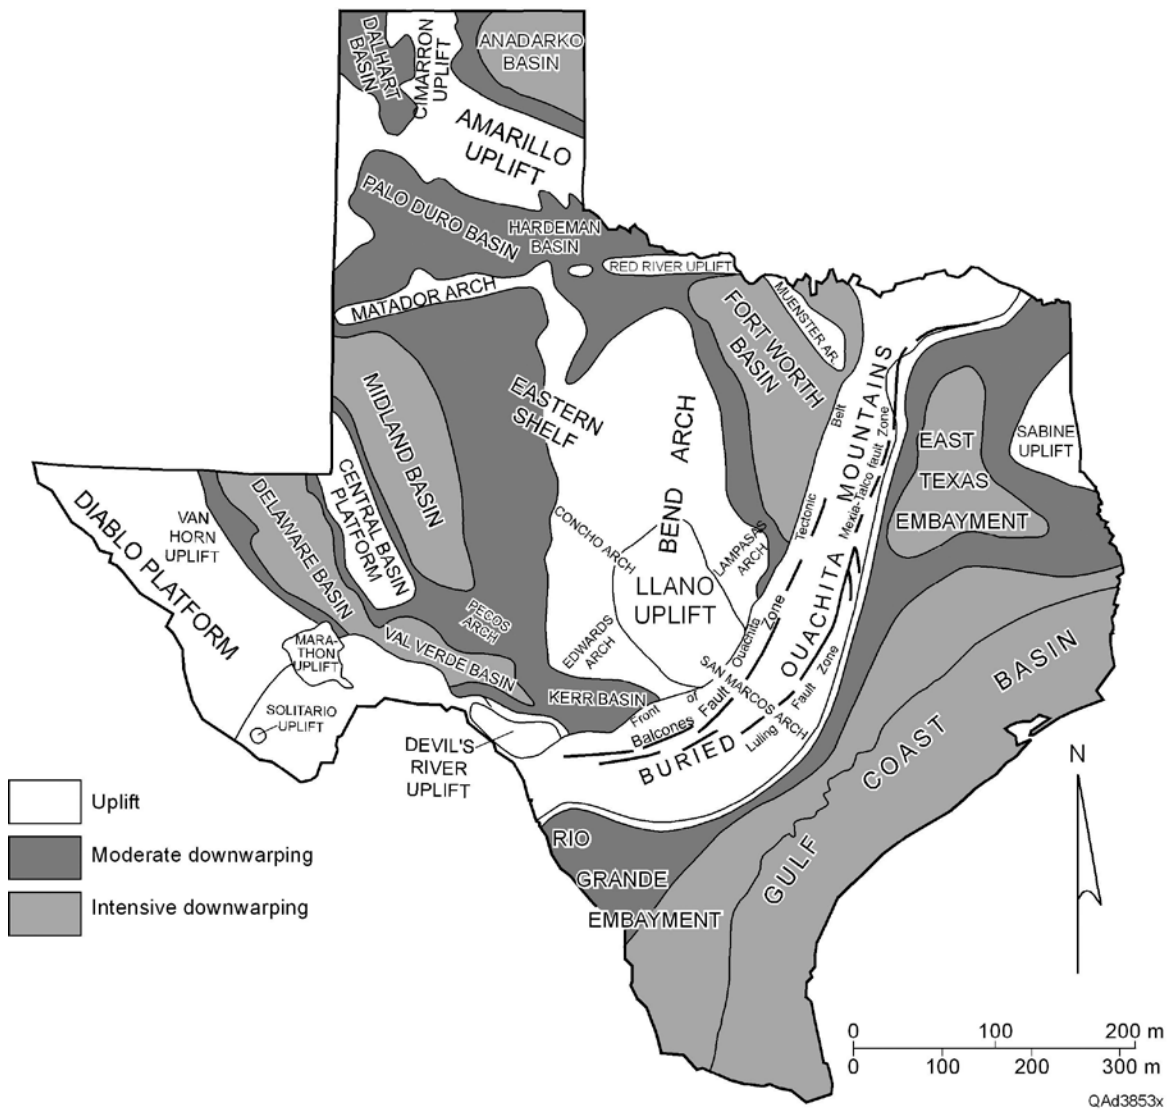 DALHART
BASIN
CIMARRON
UPLIFT
ANADARKO
BASIN
AMARILLO
UPLIFT
PALO DURO BASIN
HARDEMAN
BASIN
RED RIVER UPLIFT
MATADOR ARCH
MUENSTER AR.
FORT WORTH
BASIN
MIDLAND BASIN
EASTERN
SHELF
BEND ARCH
CENTRAL BASIN
PLATFORM
DELAWARE BASIN
VAN
HORN
UPLIFT
DIABLO PLATFORM
CONCHO ARCH
LAMPASAS
ARCH
LLANO
UPLIFT
EDWARDS
ARCH
PECOS
ARCH
MARA-
THON
UPLIFT
VAL VERDE BASIN
KERR BASIN
SOLITARIO
UPLIFT
DEVIL'S
RIVER
UPLIFT
Front of Ouachita Tectonic Belt
Balcones Fault Zone
BURIED OUACHITA MOUNTAINS
SAN MARCOS ARCH
Luling Fault Zone
Mexia-Talco fault Zone
EAST
TEXAS
EMBAYMENT
SABINE
UPLIFT
GULF COAST BASIN
RIO
GRANDE
EMBAYMENT
Uplift
Moderate downwarping
Intensive downwarping
N
0 100 200 m
0 100 200 300 m
QAd3853x